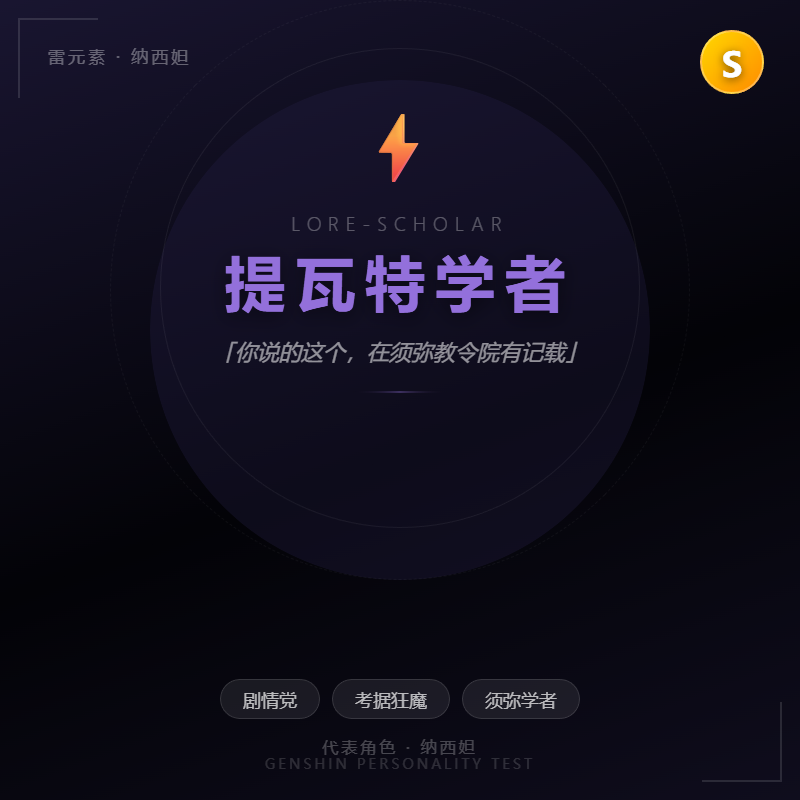 雷元素 · 纳西妲
S
LORE-SCHOLAR
提瓦特学者
「你说的这个，在须弥教令院有记载」
剧情党 考据狂魔 须弥学者
代表角色 · 纳西妲
GENSHIN PERSONALITY TEST